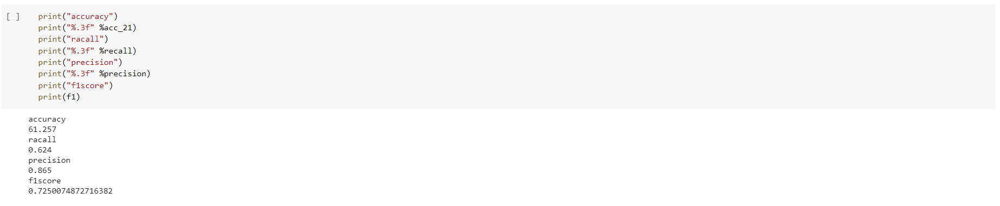 [ ] print("accuracy")
print("%.3f" %acc_21)
print("racall")
print("%.3f" %recall)
print("precision")
print("%.3f" %precision)
print("f1score")
print(f1)
accuracy
61.257
racall
0.624
precision
0.865
f1score
0.7250074872716382